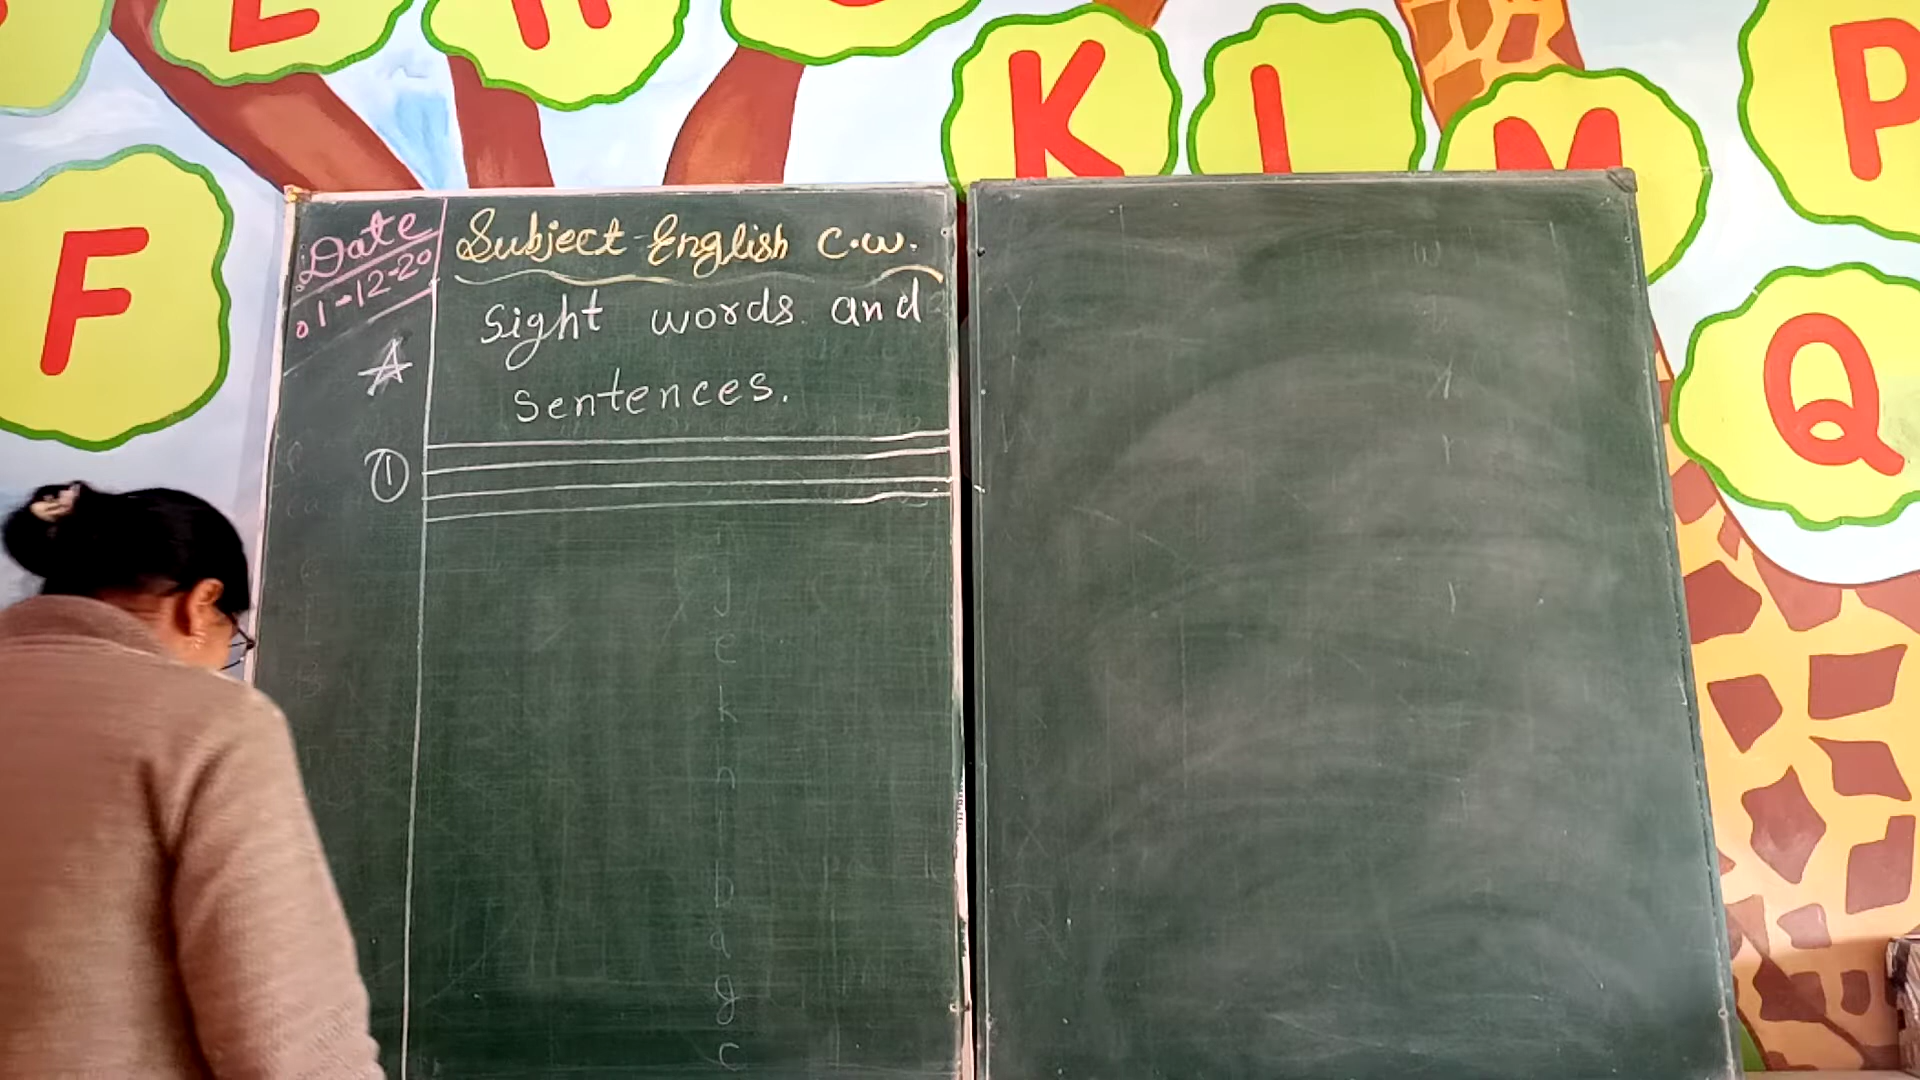 K L M P
F
Q
Date
01-12-20
Subject-English C.W.
Sight words and
sentences.
①
j
e
k
n
b
a
g
c